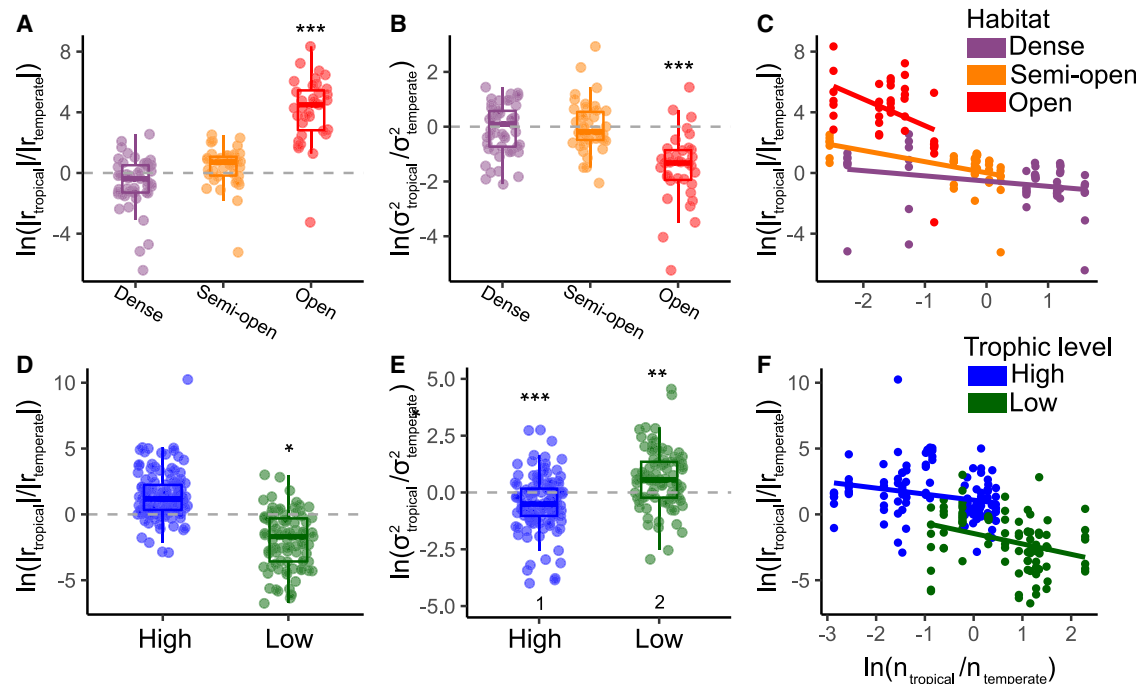 A
ln(|r_tropical|/|r_temperate|)
8
4
0
-4
***
Dense
Semi-open
Open
B
ln(σ²_tropical/σ²_temperate)
2
0
-2
-4
***
Dense
Semi-open
Open
C
Habitat
Dense
Semi-open
Open
ln(|r_tropical|/|r_temperate|)
8
4
0
-4
-2
-1
0
1
D
ln(|r_tropical|/|r_temperate|)
10
5
0
-5
*
High
Low
E
ln(σ²_tropical/σ²_temperate)
*
5.0
2.5
0.0
-2.5
-5.0
***
**
1
2
High
Low
F
Trophic level
High
Low
ln(|r_tropical|/|r_temperate|)
10
5
0
-5
-3
-2
-1
0
1
2
ln(n_tropical/n_temperate)